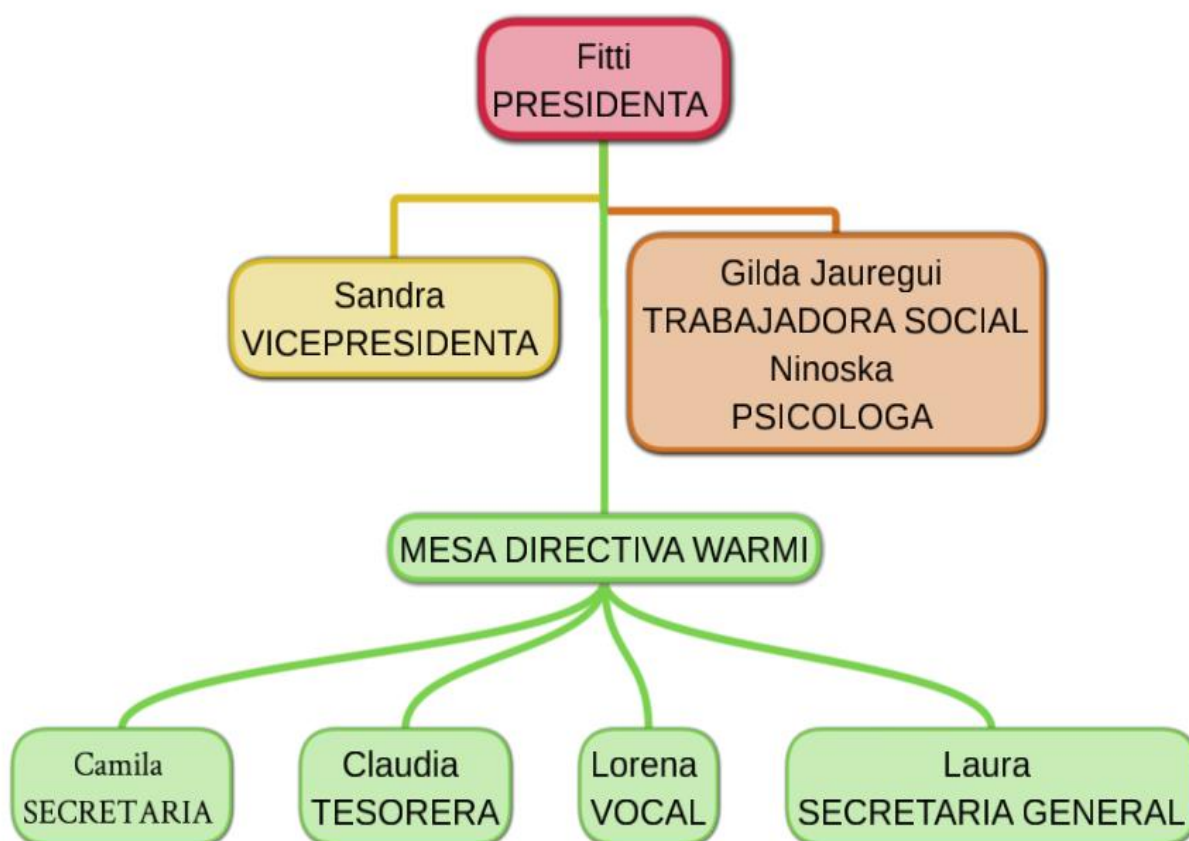 Fitti
PRESIDENTA
Sandra
VICEPRESIDENTA
Gilda Jauregui
TRABAJADORA SOCIAL
Ninoska
PSICOLOGA
MESA DIRECTIVA WARMI
Camila
SECRETARIA
Claudia
TESORERA
Lorena
VOCAL
Laura
SECRETARIA GENERAL